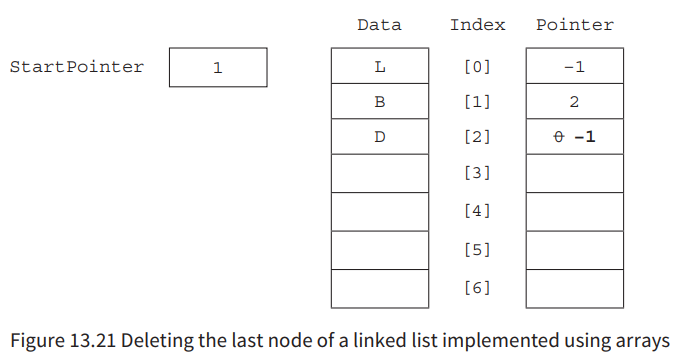 Data Index Pointer
StartPointer 1 L [0] -1
B [1] 2
D [2] 0 -1
[3]
[4]
[5]
[6]
Figure 13.21 Deleting the last node of a linked list implemented using arrays